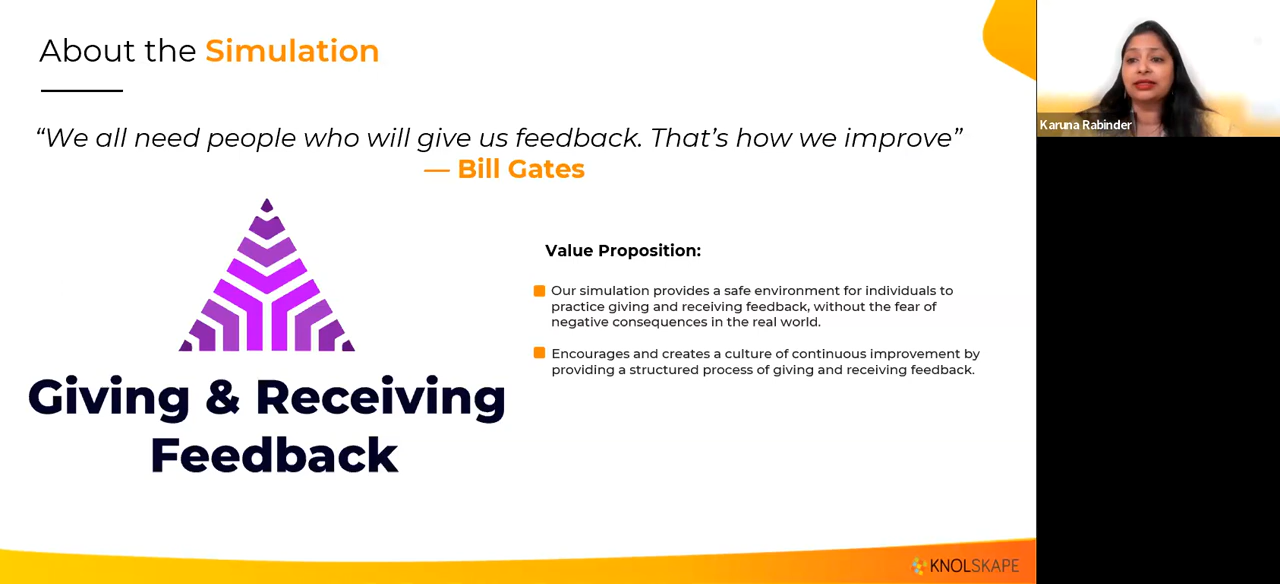 About the Simulation
“We all need people who will give us feedback. That’s how we improve”
— Bill Gates
Giving & Receiving
Feedback
Value Proposition:
Our simulation provides a safe environment for individuals to
practice giving and receiving feedback, without the fear of
negative consequences in the real world.
Encourages and creates a culture of continuous improvement by
providing a structured process of giving and receiving feedback.
KNOLSKAPE
Karuna Rabinder